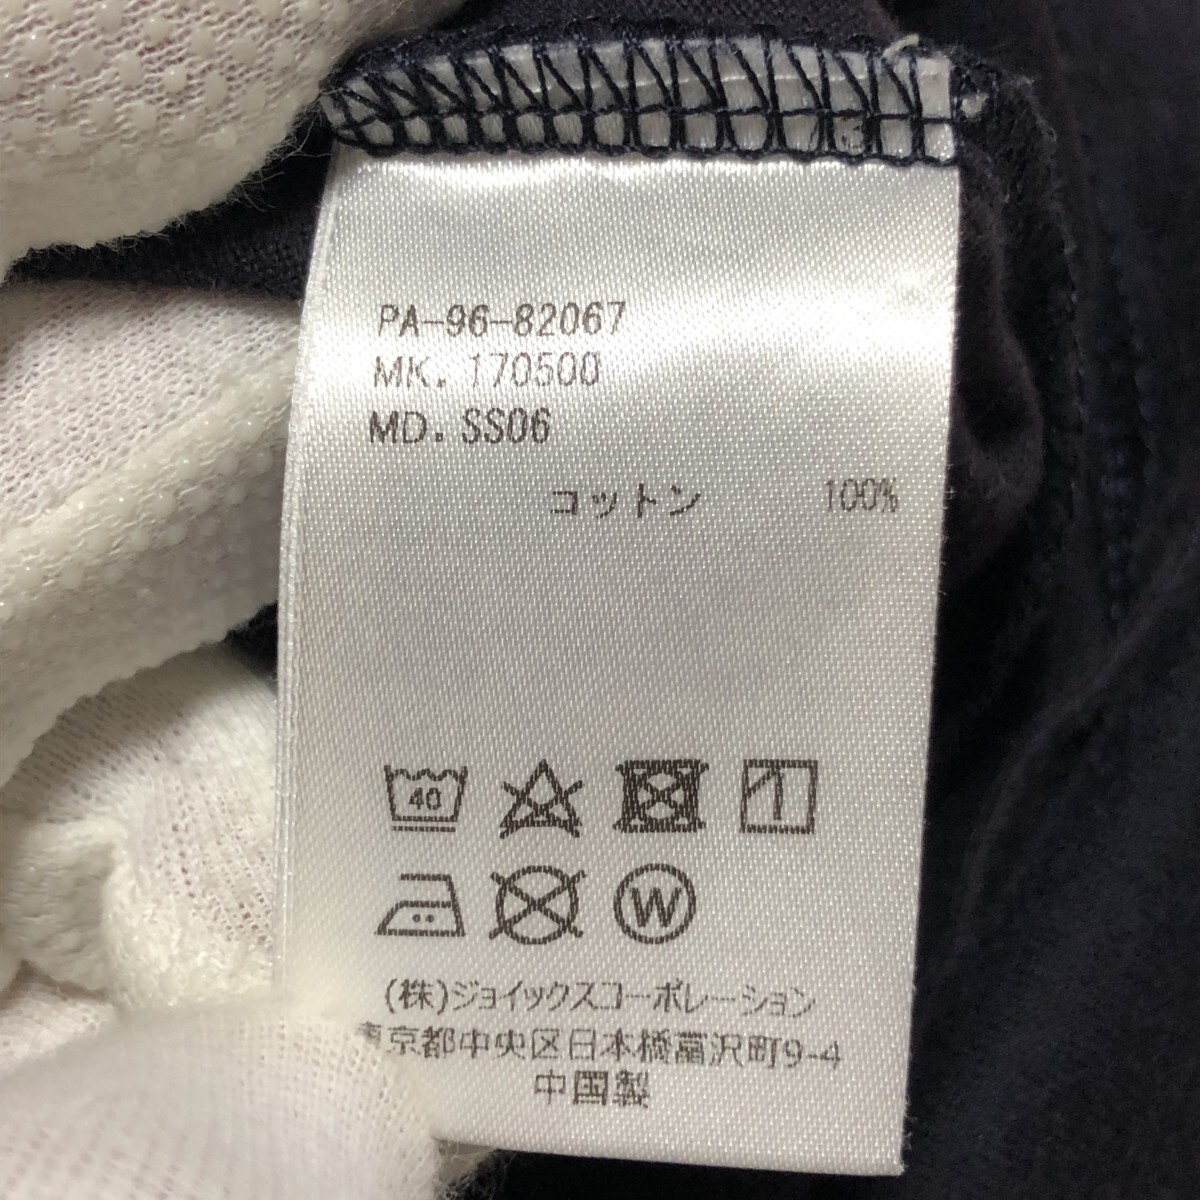 PA-96-82067
MK. 170500
MD. SS06
コットン 100%
40
W
(株)ジョイックスコーポレーション
東京都中央区日本橋富沢町9-4
中国製